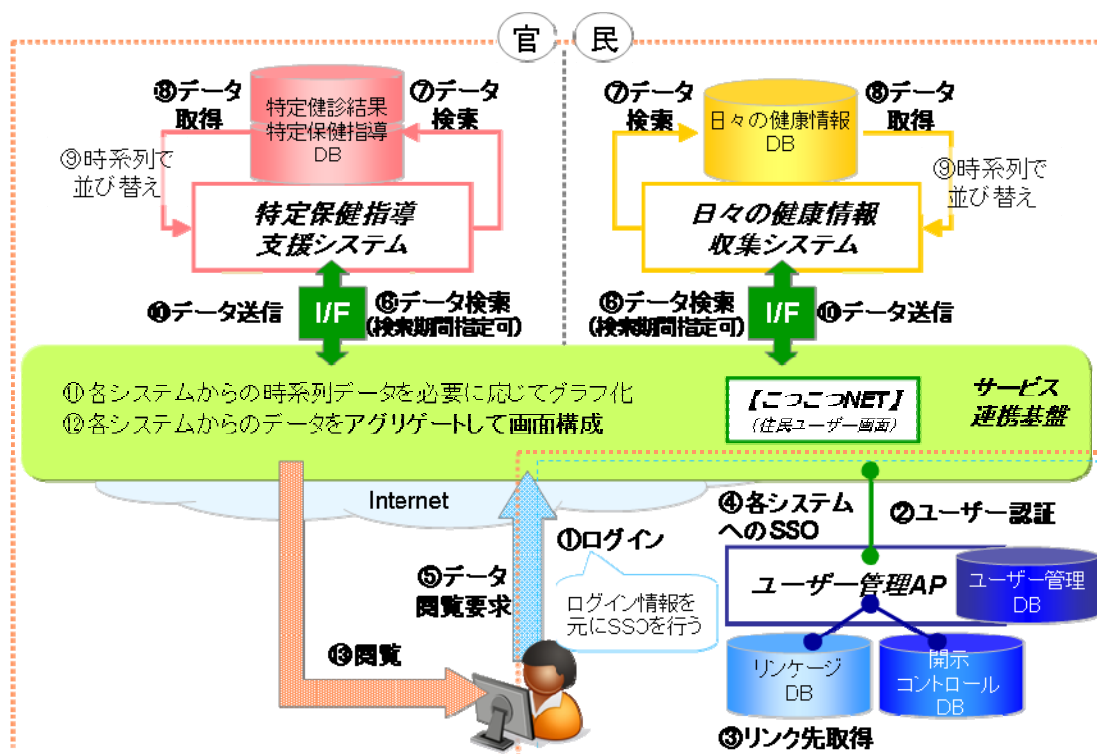 官
民
⑧データ
取得
⑦データ
検索
特定健診結果
特定保健指導
DB
⑨時系列で
並び替え
特定保健指導
支援システム
⑦データ
検索
⑧データ
取得
日々の健康情報
DB
⑨時系列で
並び替え
日々の健康情報
収集システム
⑩データ送信
I/F
⑥データ検索
(検索期間指定可)
⑥データ検索
(検索期間指定可)
I/F
⑩データ送信
⑪各システムからの時系列データを必要に応じてグラフ化
⑫各システムからのデータをアグリゲートして画面構成
【こつこつNET】
(住民ユーザー画面)
サービス
連携基盤
Internet
④各システム
へのSSO
②ユーザー認証
①ログイン
⑤データ
閲覧要求
ログイン情報を
元にSSOを行う
ユーザー管理AP
ユーザー管理
DB
⑬閲覧
リンケージ
DB
開示
コントロール
DB
③リンク先取得